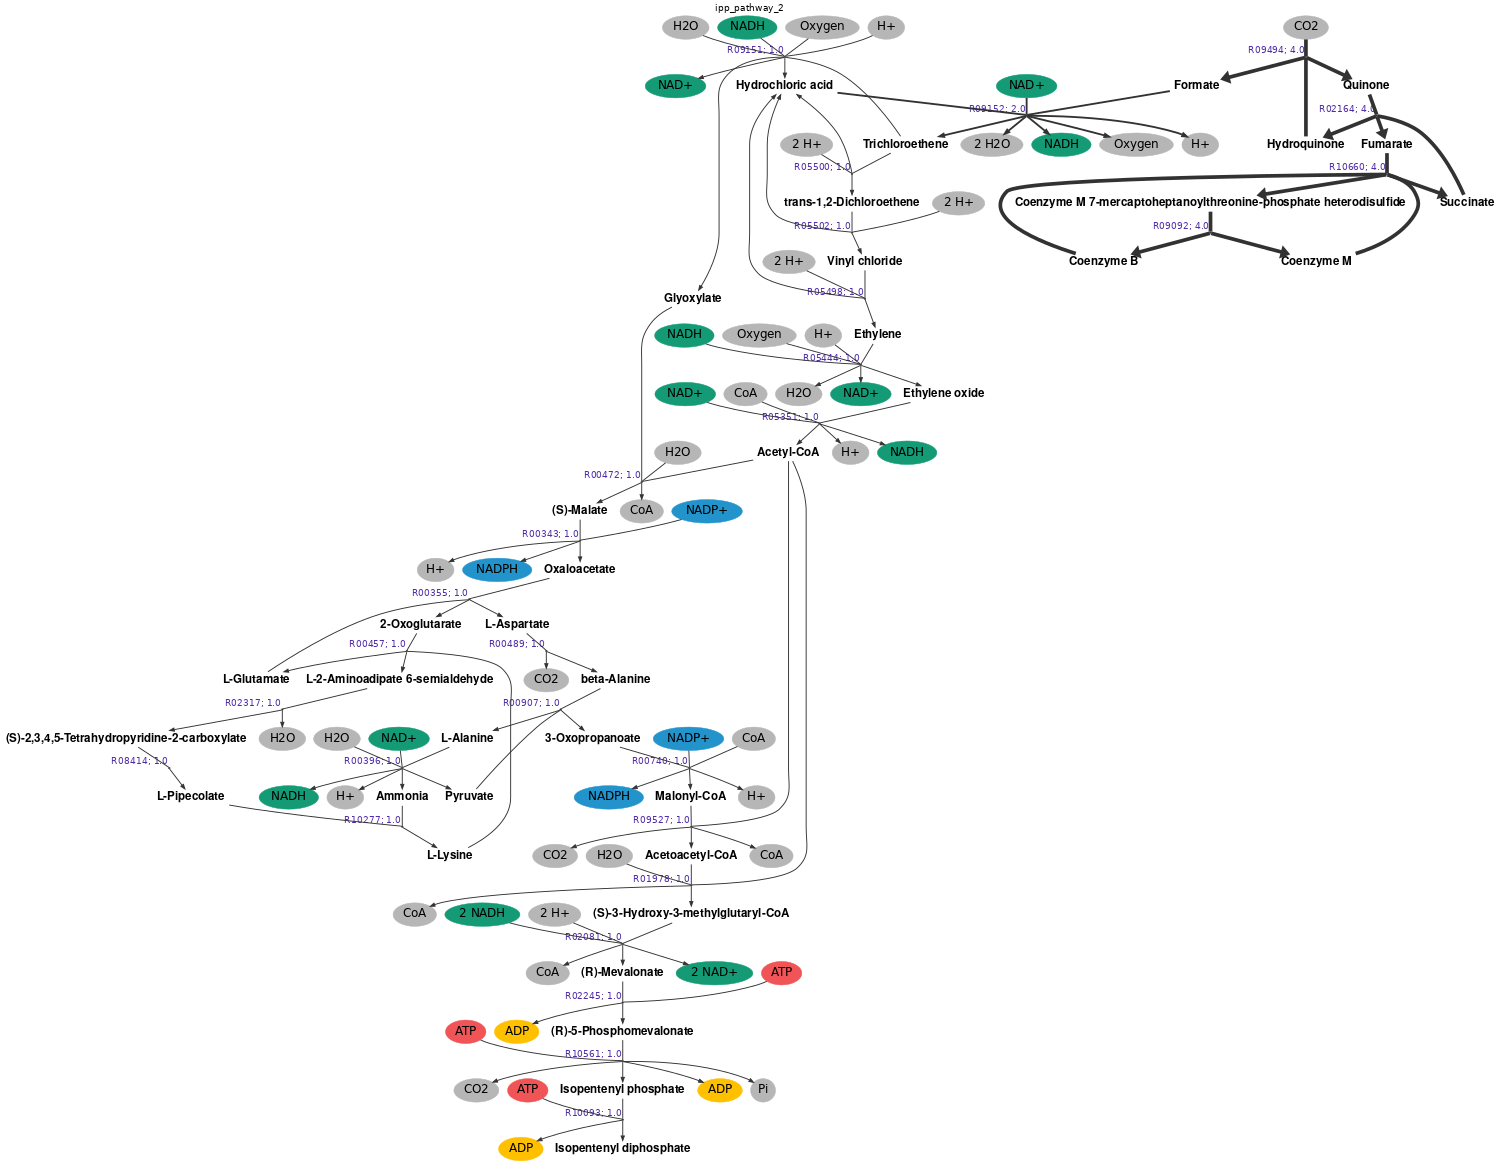 ipp_pathway_2
H2O
NADH
Oxygen
H+
CO2
R09151; 1.0
R09494; 4.0
NAD+
Hydrochloric acid
NAD+
Formate
Quinone
R09152; 2.0
R02164; 4.0
2 H+
Trichloroethene
2 H2O
NADH
Oxygen
H+
Hydroquinone
Fumarate
R05500; 1.0
R10660; 4.0
trans-1,2-Dichloroethene
2 H+
Coenzyme M 7-mercaptoheptanoylthreonine-phosphate heterodisulfide
Succinate
R05502; 1.0
R09092; 4.0
2 H+
Vinyl chloride
Coenzyme B
Coenzyme M
R05498; 1.0
Glyoxylate
NADH
Oxygen
H+
Ethylene
R05444; 1.0
NAD+
CoA
H2O
NAD+
Ethylene oxide
R05351; 1.0
H2O
Acetyl-CoA
H+
NADH
R00472; 1.0
(S)-Malate
CoA
NADP+
R00343; 1.0
H+
NADPH
Oxaloacetate
R00355; 1.0
2-Oxoglutarate
L-Aspartate
R00457; 1.0
R00489; 1.0
L-Glutamate
L-2-Aminoadipate 6-semialdehyde
CO2
beta-Alanine
R02317; 1.0
R00907; 1.0
(S)-2,3,4,5-Tetrahydropyridine-2-carboxylate
H2O
H2O
NAD+
L-Alanine
3-Oxopropanoate
NADP+
CoA
R08414; 1.0
R00396; 1.0
R00740; 1.0
L-Pipecolate
NADH
H+
Ammonia
Pyruvate
NADPH
Malonyl-CoA
H+
R10277; 1.0
R09527; 1.0
L-Lysine
CO2
H2O
Acetoacetyl-CoA
CoA
R01978; 1.0
CoA
2 NADH
2 H+
(S)-3-Hydroxy-3-methylglutaryl-CoA
R02081; 1.0
CoA
(R)-Mevalonate
2 NAD+
ATP
R02245; 1.0
ATP
ADP
(R)-5-Phosphomevalonate
R10561; 1.0
CO2
ATP
Isopentenyl phosphate
ADP
Pi
R10093; 1.0
ADP
Isopentenyl diphosphate